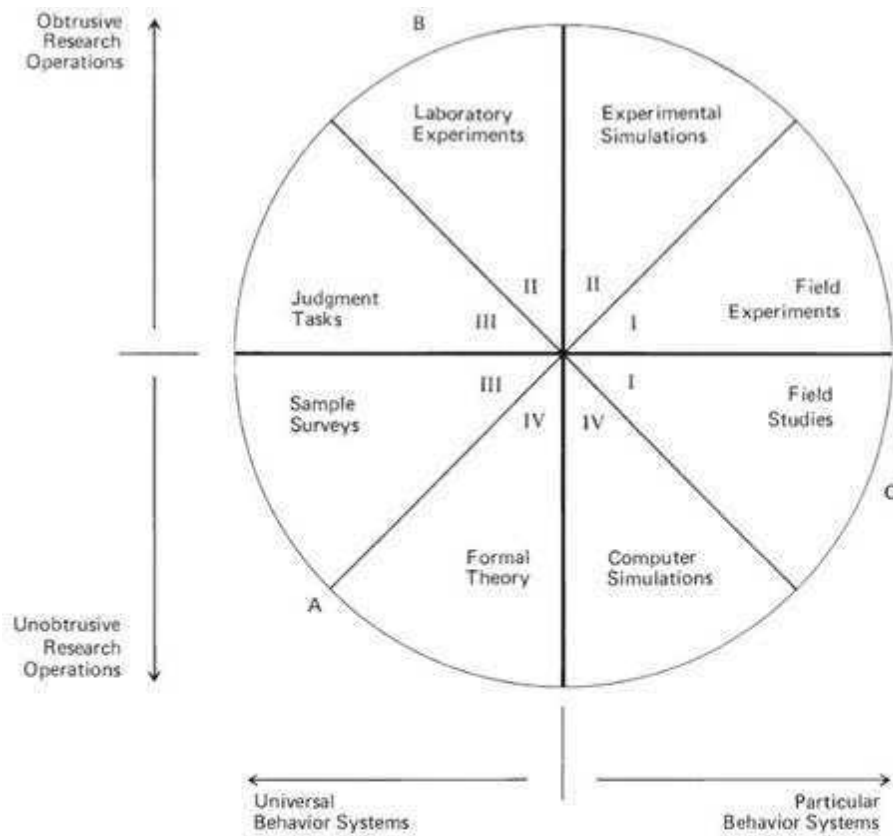 Obtrusive
Research
Operations
B
Laboratory
Experiments
Experimental
Simulations
II
II
Judgment
Tasks
III
I
Field
Experiments
Sample
Surveys
III
IV
IV
I
Field
Studies
C
Formal
Theory
Computer
Simulations
A
Unobtrusive
Research
Operations
Universal
Behavior Systems
Particular
Behavior Systems